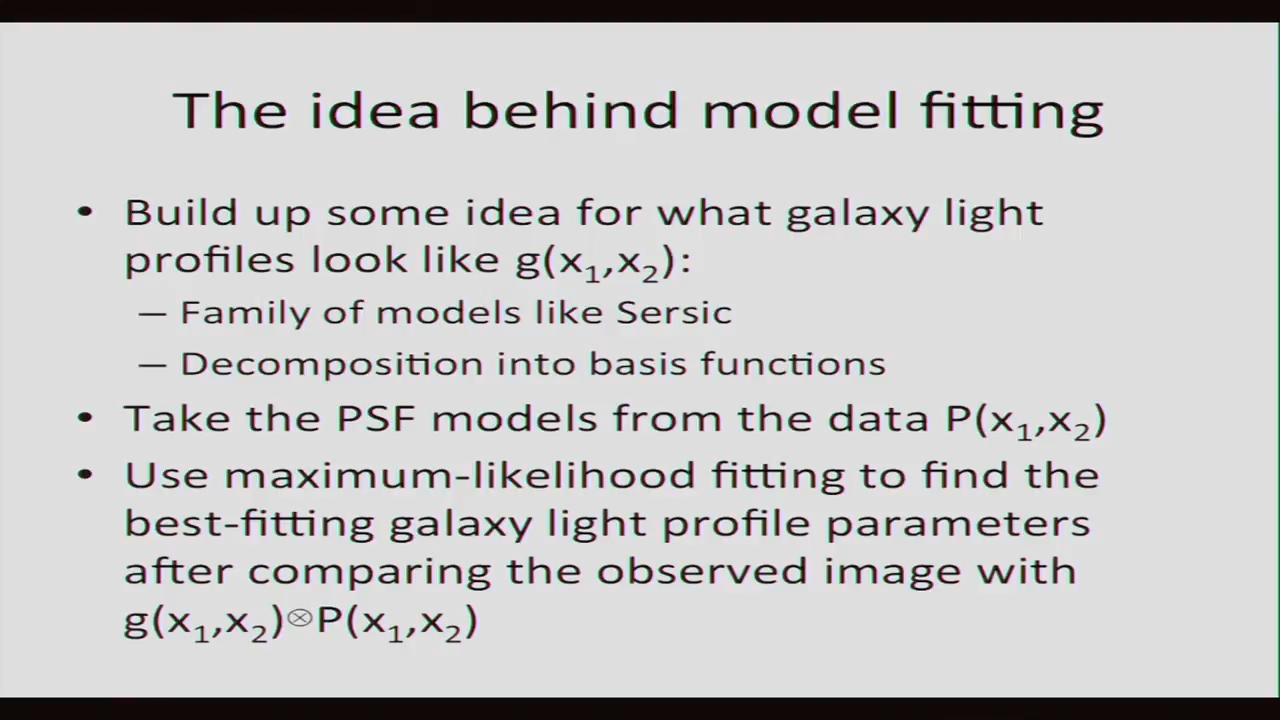 The idea behind model fitting
• Build up some idea for what galaxy light
profiles look like g(x₁,x₂):
— Family of models like Sersic
— Decomposition into basis functions
• Take the PSF models from the data P(x₁,x₂)
• Use maximum-likelihood fitting to find the
best-fitting galaxy light profile parameters
after comparing the observed image with
g(x₁,x₂)⊗P(x₁,x₂)